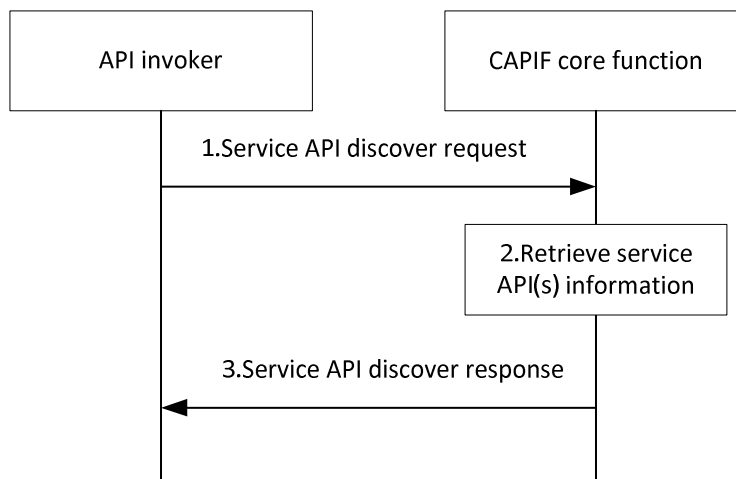 API invoker
CAPIF core function
1.Service API discover request
2.Retrieve service
API(s) information
3.Service API discover response